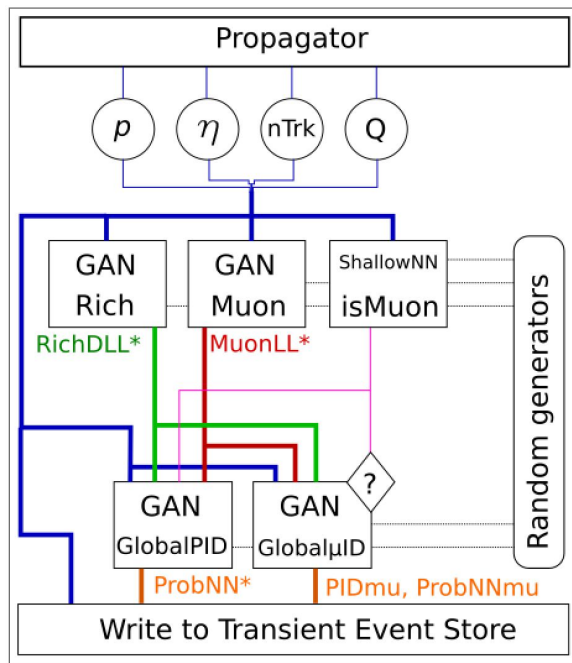 Propagator
p
η
nTrk
Q
GAN
Rich
GAN
Muon
ShallowNN
isMuon
RichDLL*
MuonLL*
Random generators
?
GAN
GlobalPID
GAN
GlobalμID
ProbNN*
PIDmu, ProbNNmu
Write to Transient Event Store